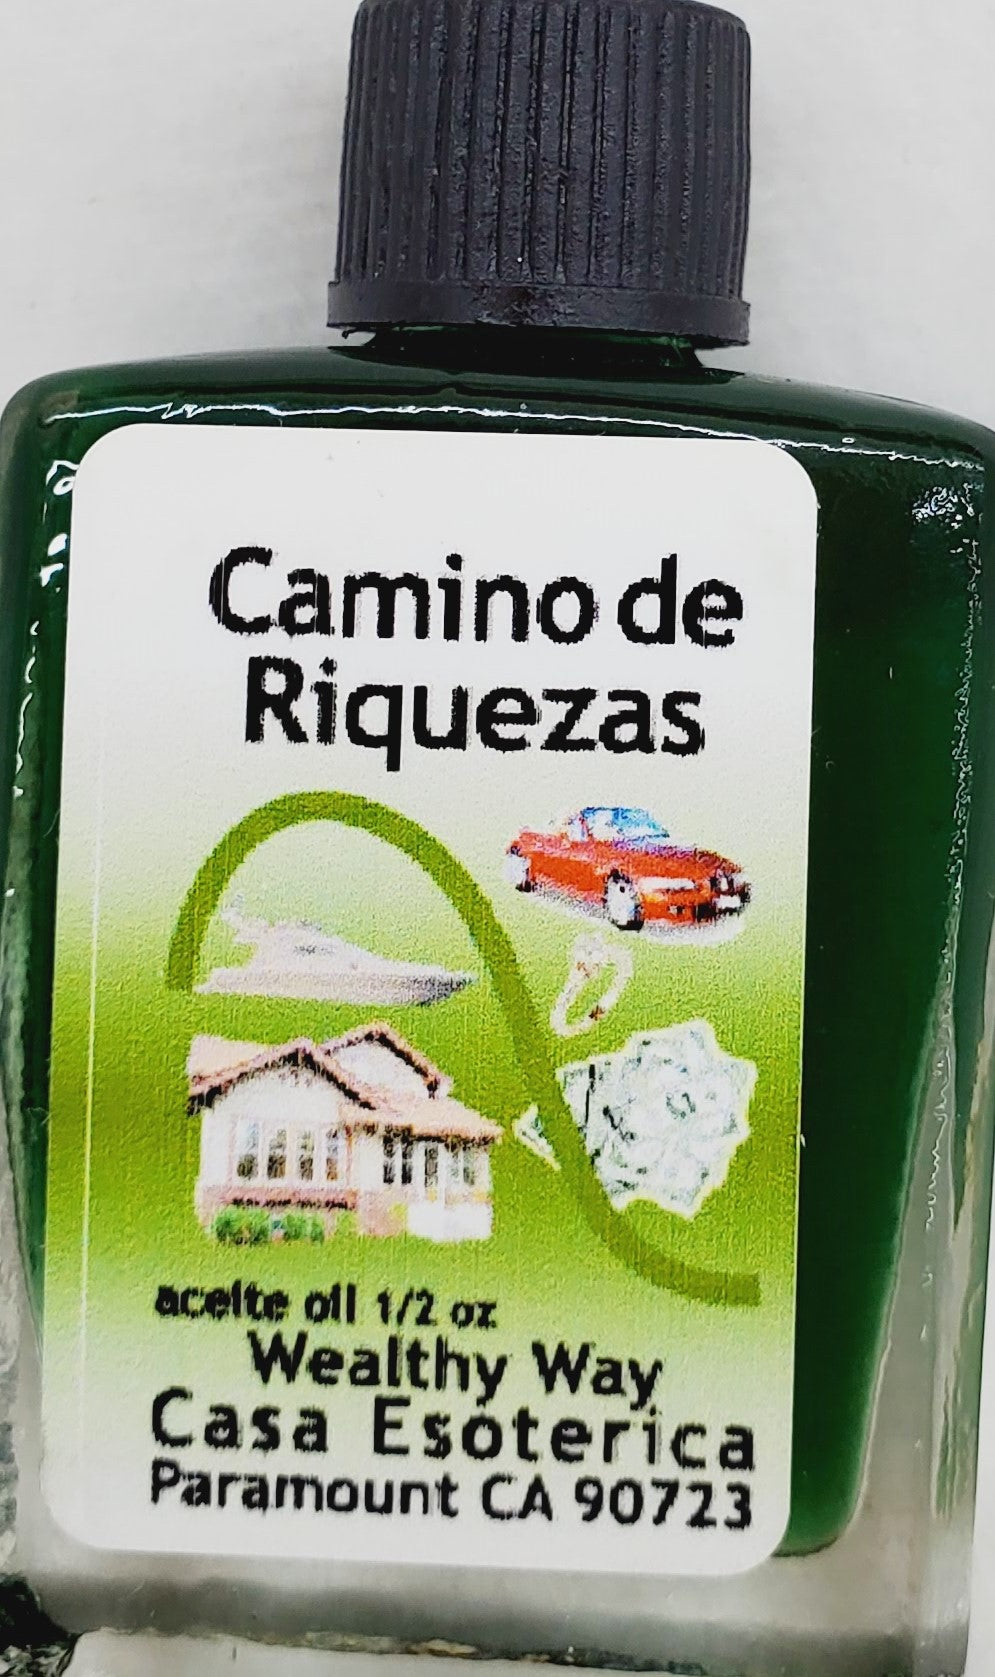 Camino de
Riquezas
aceite oil 1/2 oz
Wealthy Way
Casa Esoterica
Paramount CA 90723